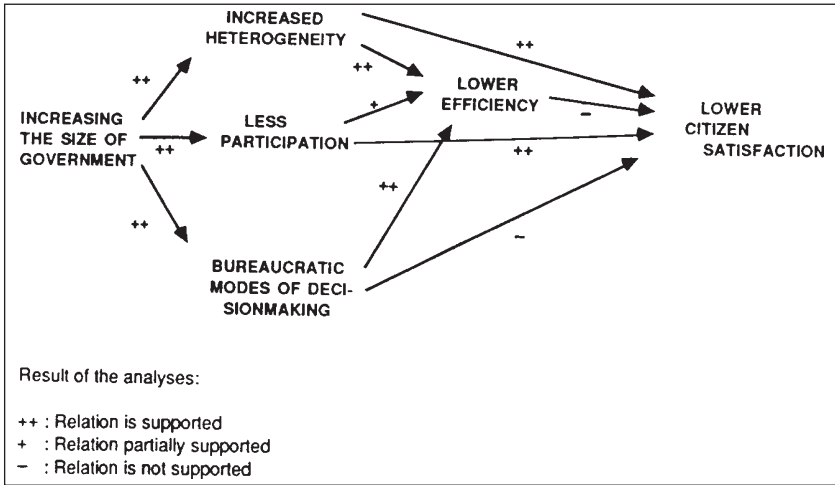 INCREASED
HETEROGENEITY
++
++
++
LOWER
EFFICIENCY
+
−
INCREASING
THE SIZE OF
GOVERNMENT
LESS
PARTICIPATION
LOWER
CITIZEN
SATISFACTION
++
++
++
++
−
BUREAUCRATIC
MODES OF DECI-
SIONMAKING
Result of the analyses:
++ : Relation is supported
+ : Relation partially supported
− : Relation is not supported